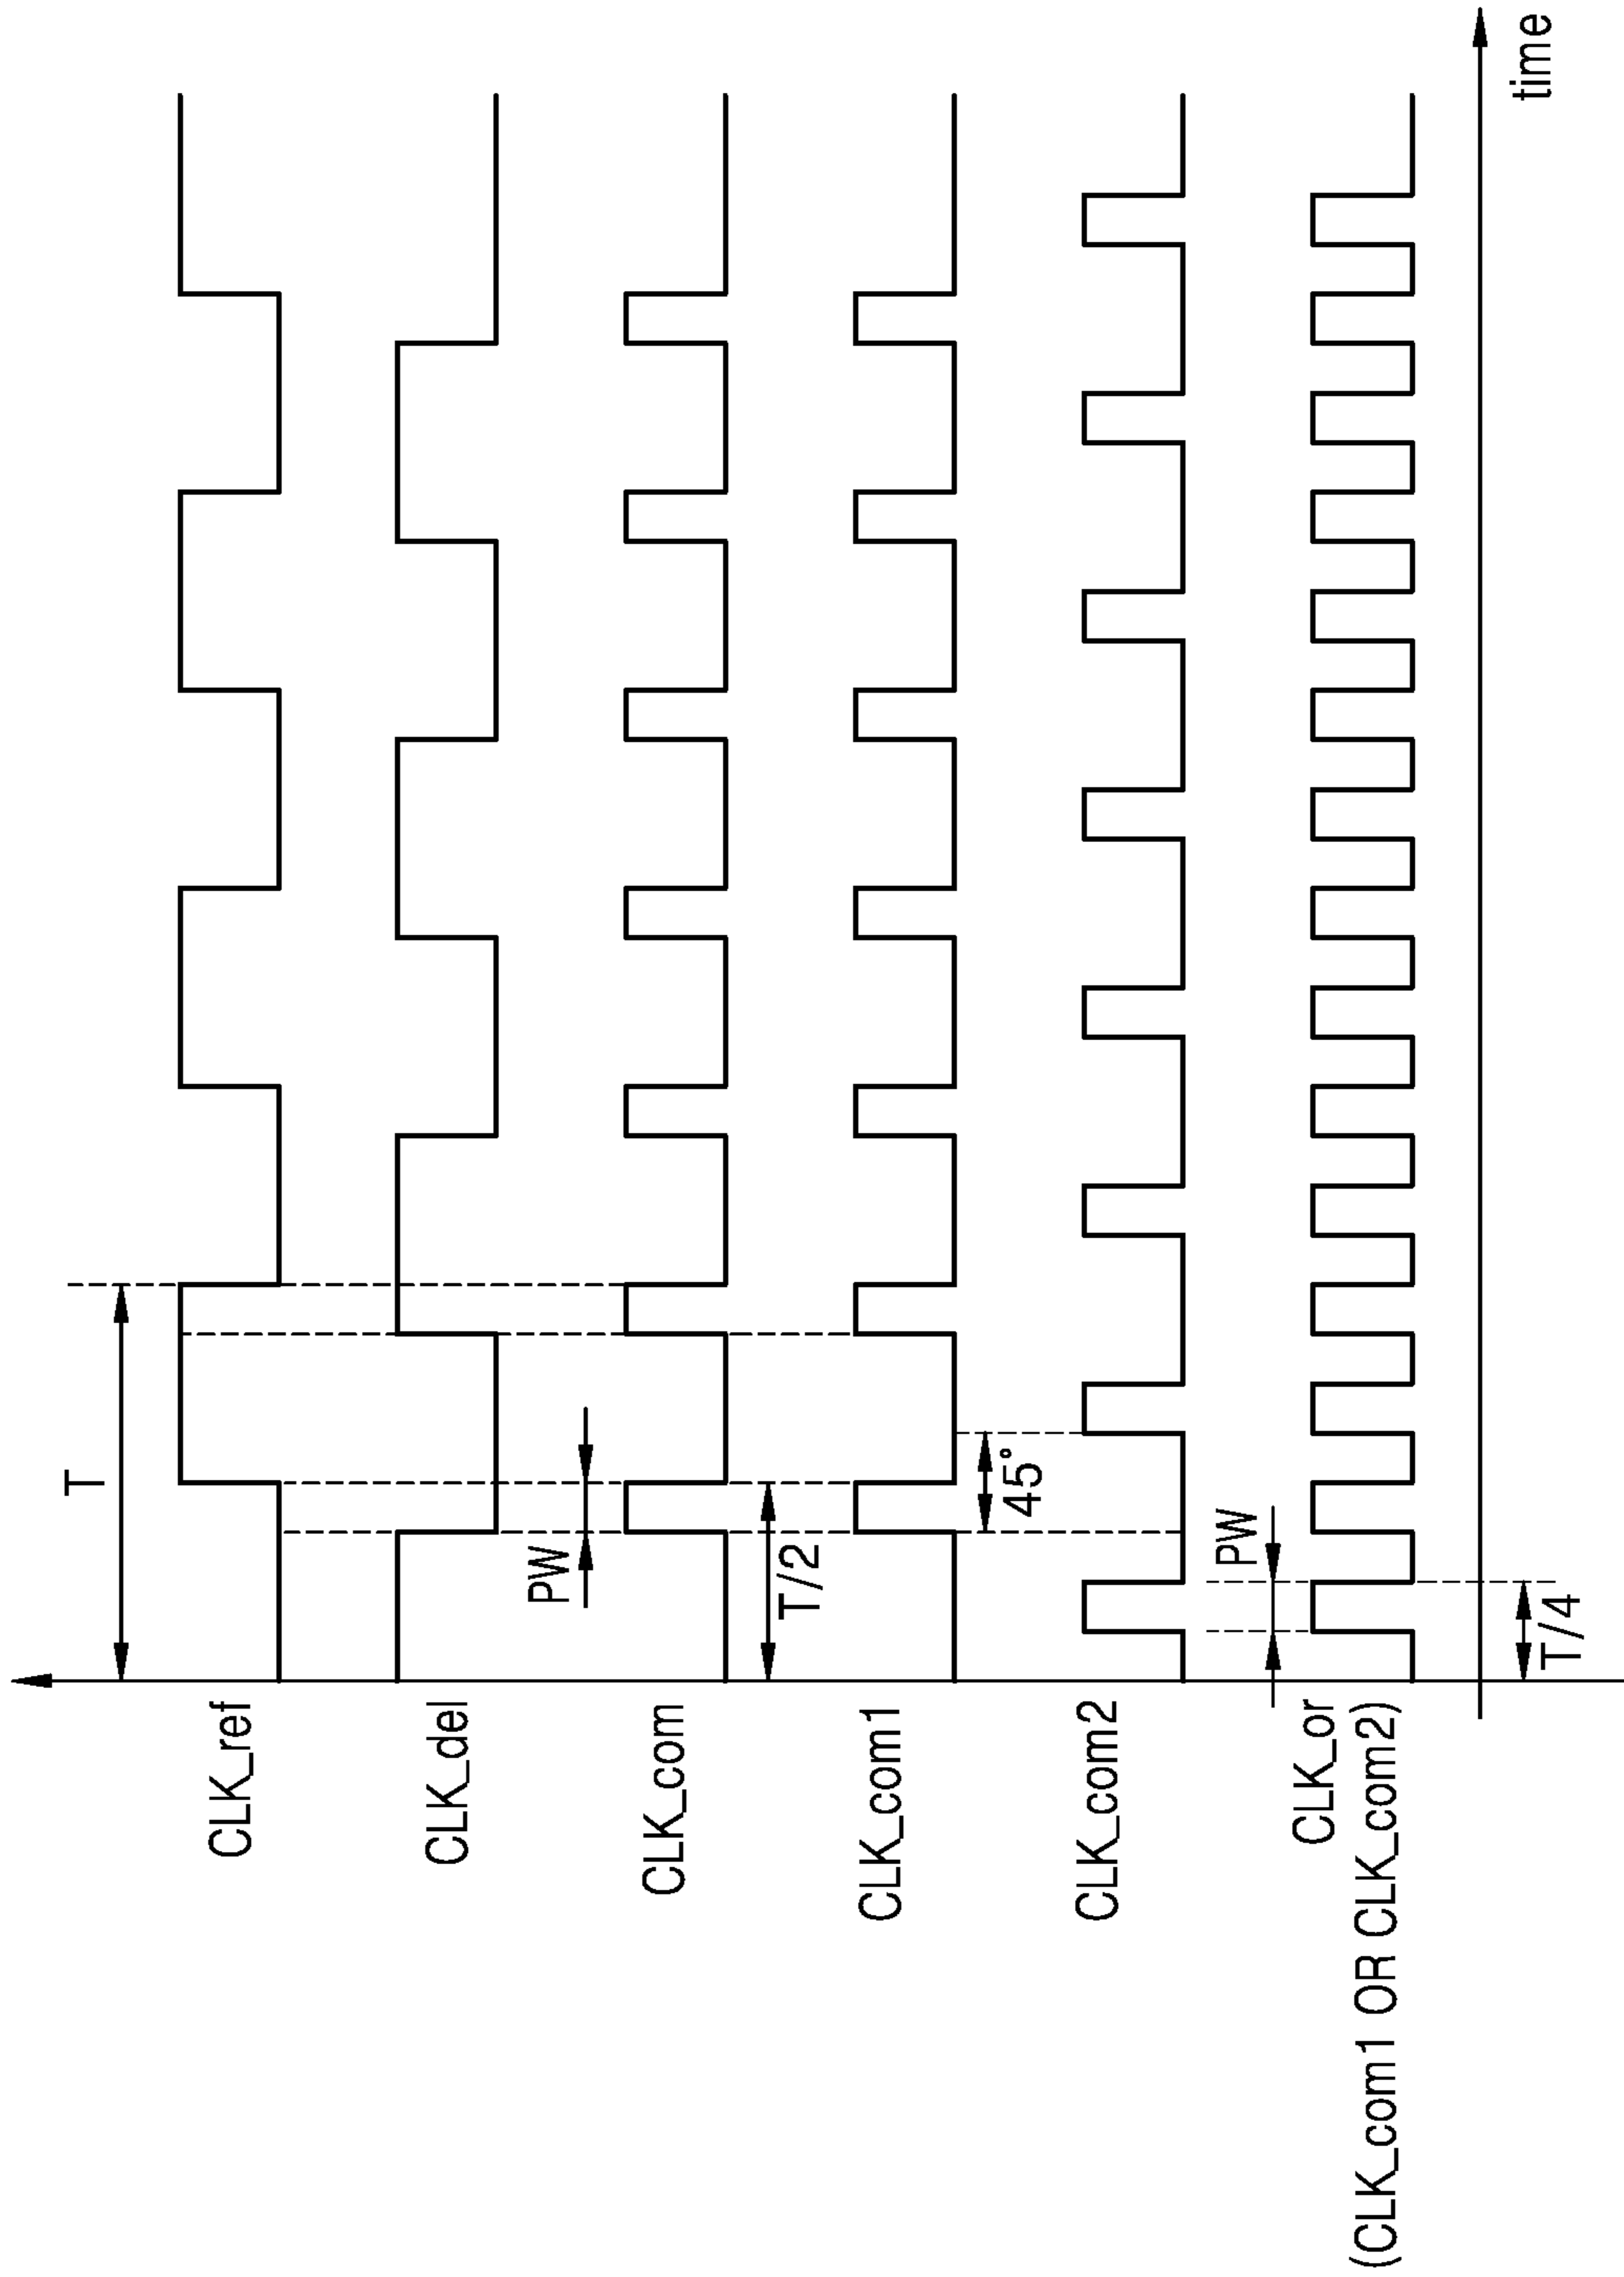 T
CLK_ref
CLK_del
PW
CLK_com
T/2
CLK_com1
45°
CLK_com2
PW
CLK_or
(CLK_com1 OR CLK_com2)
T/4
time